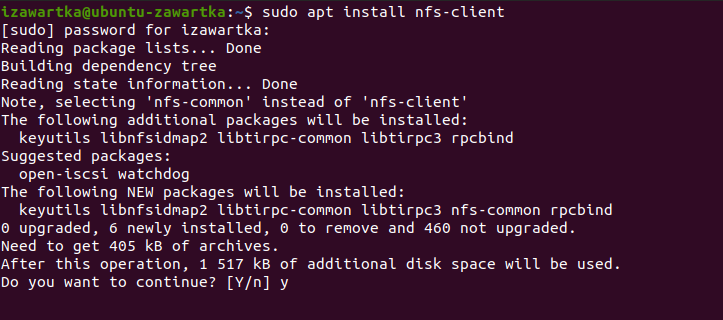 izawartka@ubuntu-zawartka:~$ sudo apt install nfs-client
[sudo] password for izawartka:
Reading package lists... Done
Building dependency tree
Reading state information... Done
Note, selecting 'nfs-common' instead of 'nfs-client'
The following additional packages will be installed:
  keyutils libnfsidmap2 libtirpc-common libtirpc3 rpcbind
Suggested packages:
  open-iscsi watchdog
The following NEW packages will be installed:
  keyutils libnfsidmap2 libtirpc-common libtirpc3 nfs-common rpcbind
0 upgraded, 6 newly installed, 0 to remove and 460 not upgraded.
Need to get 405 kB of archives.
After this operation, 1 517 kB of additional disk space will be used.
Do you want to continue? [Y/n] y